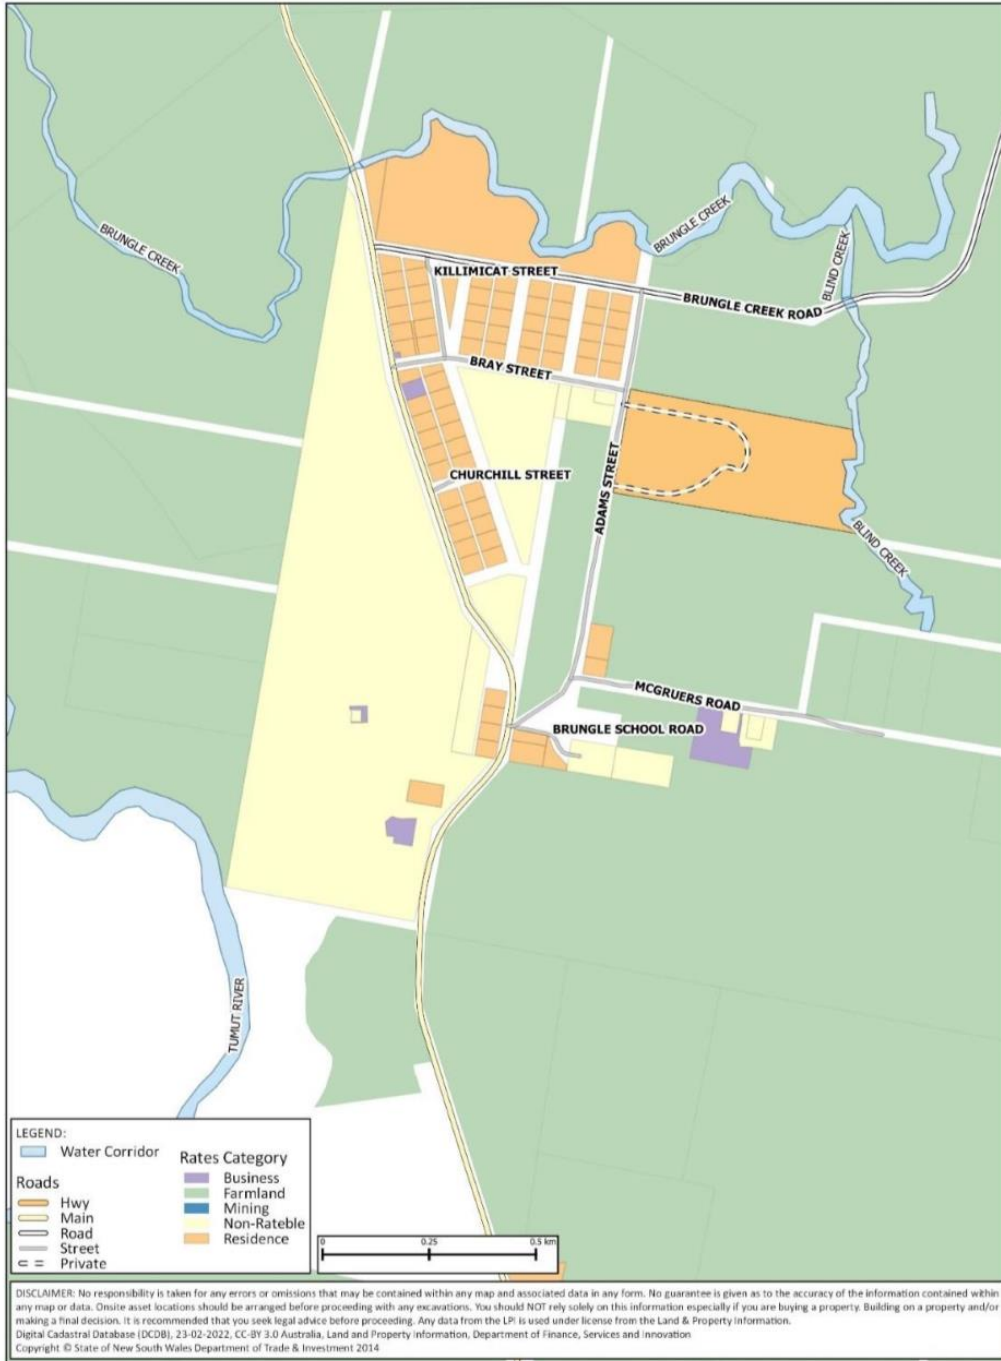 BRUNGLE CREEK
BRUNGLE CREEK
BLIND CREEK
KILLIMICAT STREET
BRUNGLE CREEK ROAD
BRAY STREET
CHURCHILL STREET
ADAMS STREET
BLIND CREEK
MCGRUERS ROAD
BRUNGLE SCHOOL ROAD
TUMUT RIVER
LEGEND:
Water Corridor
Roads
Hwy
Main
Road
Street
Private
Rates Category
Business
Farmland
Mining
Non-Rateble
Residence
0 0.25 0.5 km
DISCLAIMER: No responsibility is taken for any errors or omissions that may be contained within any map and associated data in any form. No guarantee is given as to the accuracy of the information contained within
any map or data. Onsite asset locations should be arranged before proceeding with any excavations. You should NOT rely solely on this information especially if you are buying a property. Building on a property and/or
making a final decision. It is recommended that you seek legal advice before proceeding. Any data from the LPI is used under license from the Land & Property Information.
Digital Cadastral Database (DCDB), 23-02-2022, CC-BY 3.0 Australia, Land and Property Information, Department of Finance, Services and Innovation
Copyright © State of New South Wales Department of Trade & Investment 2014